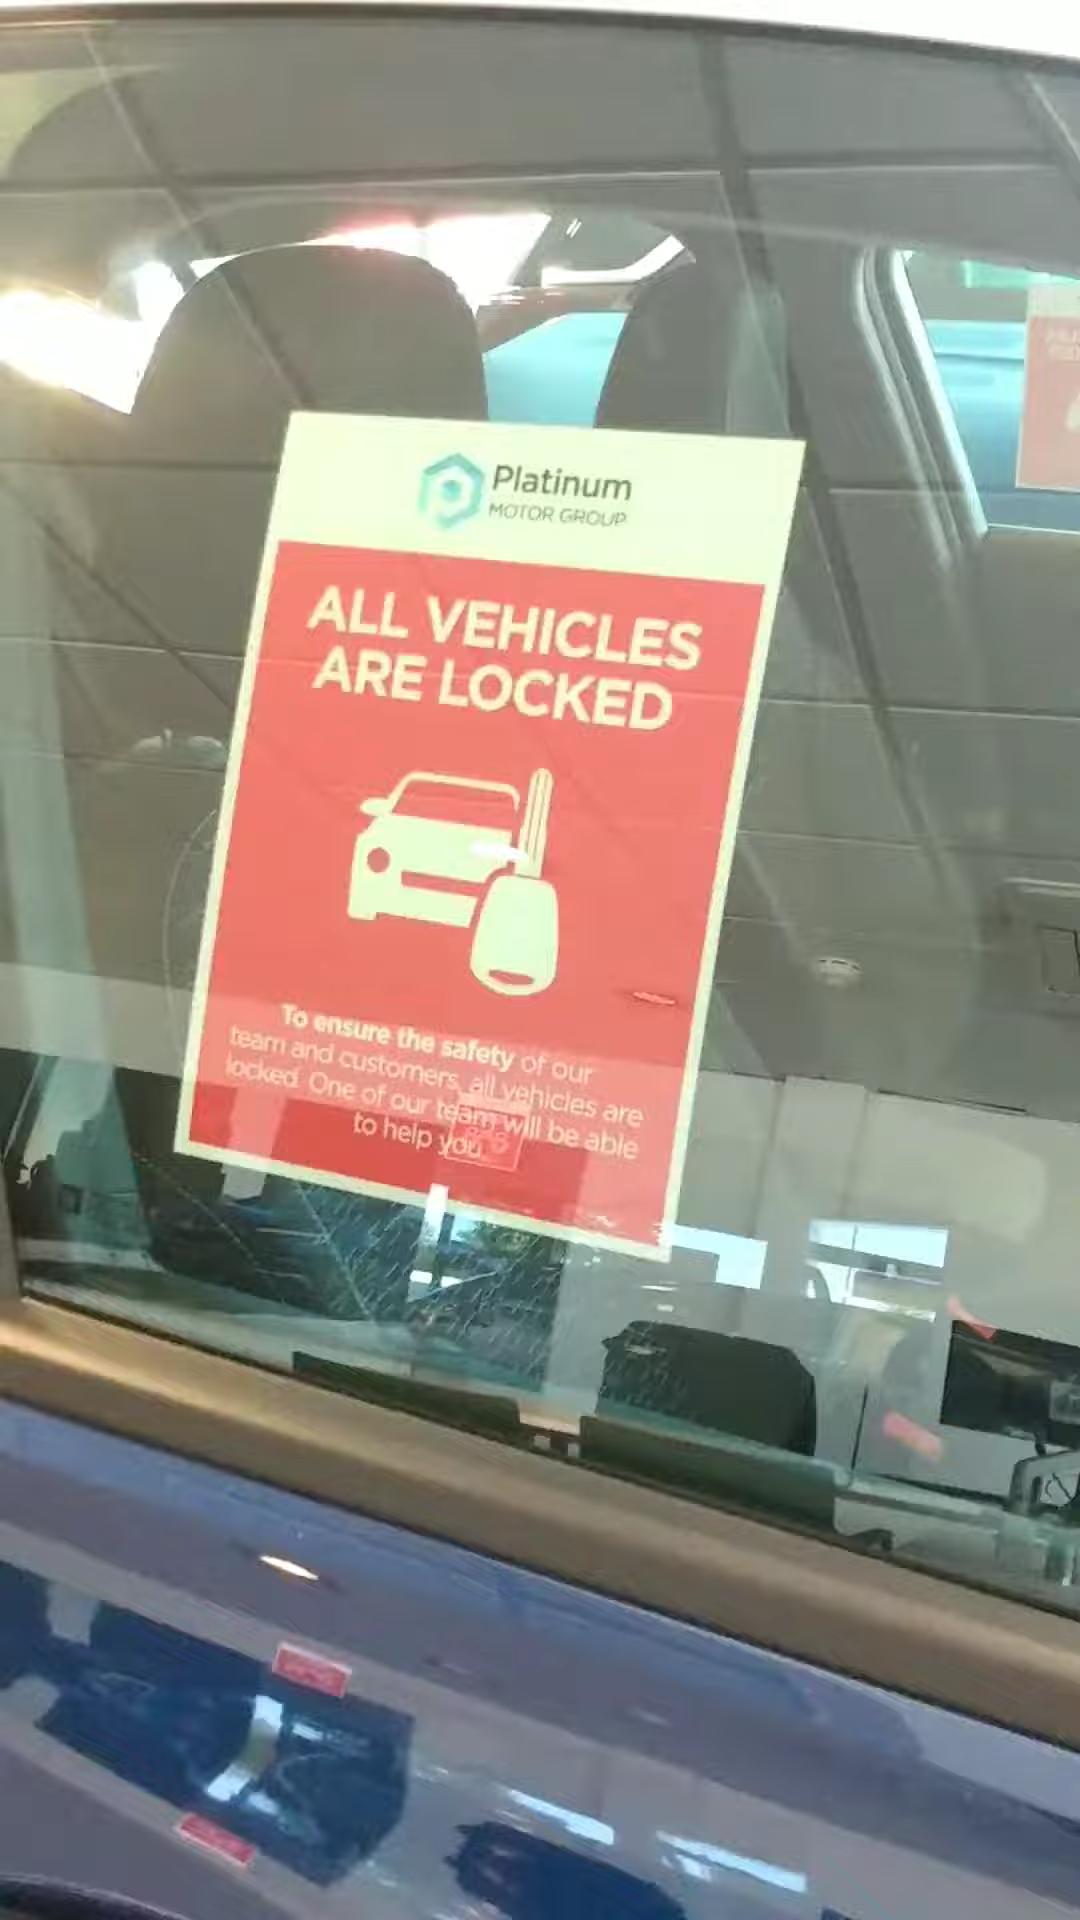 Platinum
MOTOR GROUP
ALL VEHICLES
ARE LOCKED
To ensure the safety of our
team and customers, all vehicles are
locked. One of our team will be able
to help you.